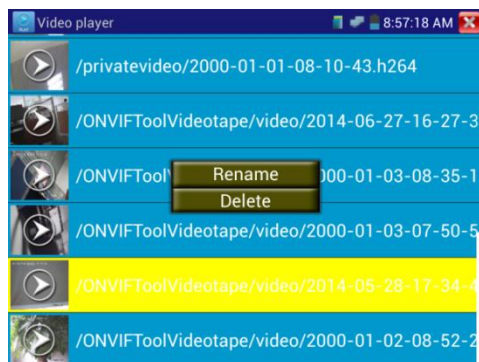 Video player 8:57:18 AM
/privatevideo/2000-01-01-08-10-43.h264
/ONVIFToolVideotape/video/2014-06-27-16-27-3
/ONVIFTool 000-01-03-08-35-1
Rename
Delete
/ONVIFToolVideotape/video/2000-01-03-07-50-5
/ONVIFToolVideotape/video/2014-05-28-17-34-4
/ONVIFToolVideotape/video/2000-01-02-08-52-2